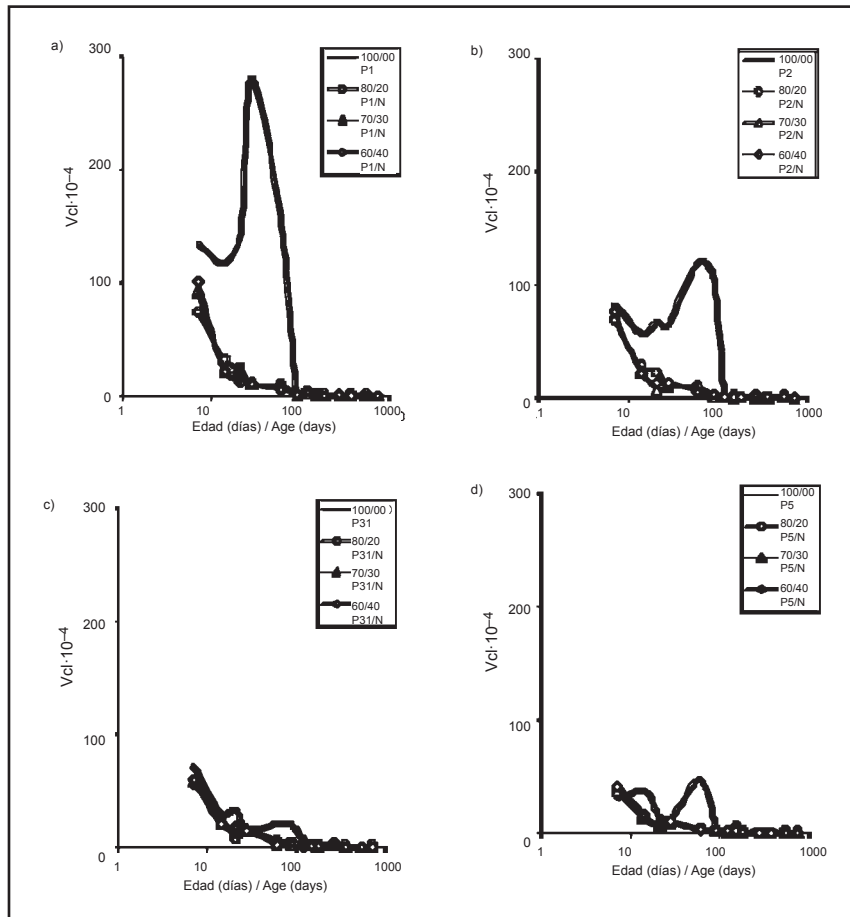 a)
300
200
100
0
Vcl·10–4
1
10
100
1000
Edad (días) / Age (days)
100/00
P1
80/20
P1/N
70/30
P1/N
60/40
P1/N
b)
300
200
100
0
Vcl·10–4
.1
10
100
1000
Edad (días) / Age (days)
100/00
P2
80/20
P2/N
70/30
P2/N
60/40
P2/N
c)
300
200
100
0
Vcl·10–4
1
10
100
1000
Edad (días) / Age (days)
100/00 )
P31
80/20
P31/N
70/30
P31/N
60/40
P31/N
d)
300
200
100
0
Vcl·10–4
1
10
100
1000
Edad (días) / Age (days)
100/00
P5
80/20
P5/N
70/30
P5/N
60/40
P5/N